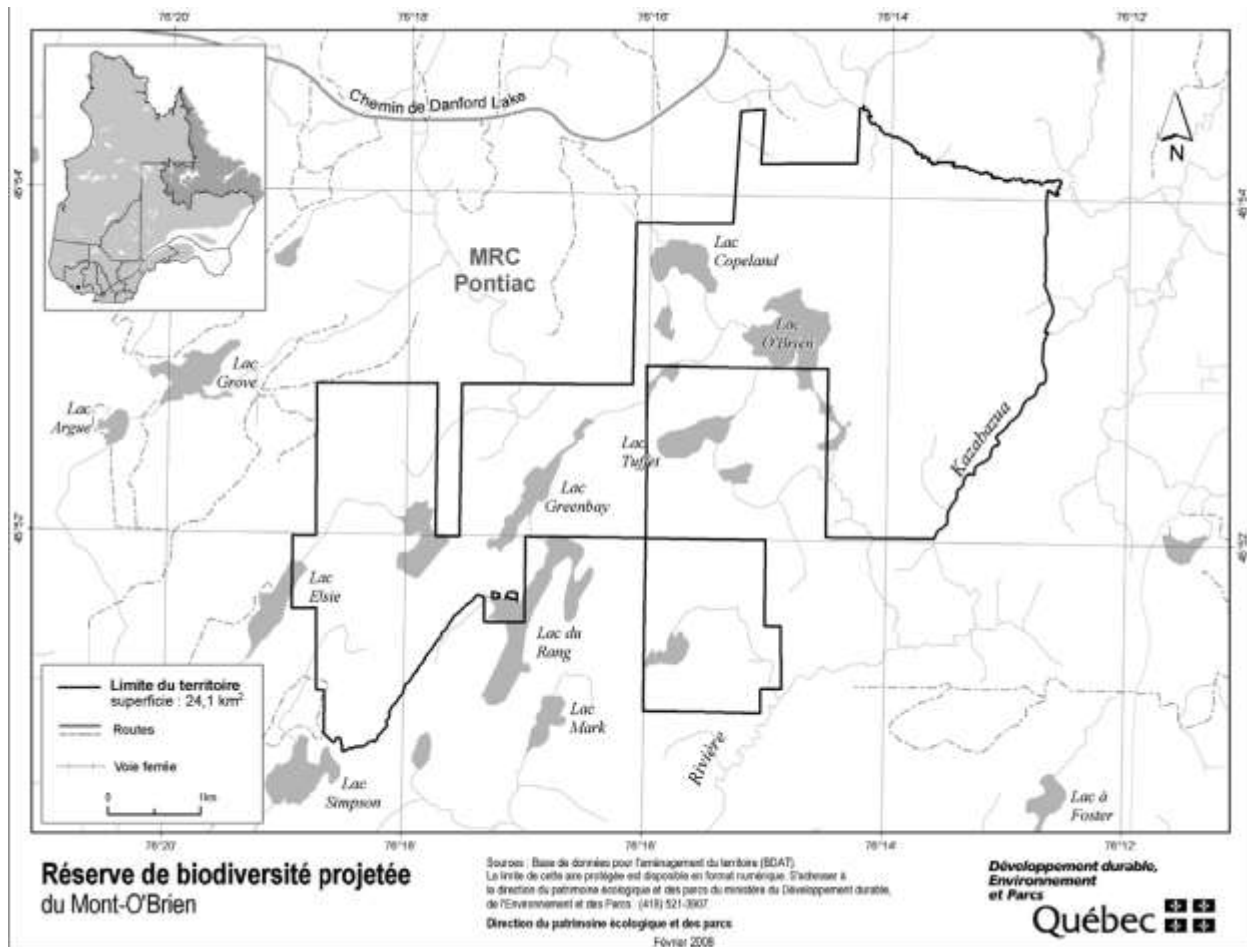 76°20'
76°18'
76°16'
76°14'
76°12'
Chemin de Danford Lake
N
45°54'
45°54'
MRC
Pontiac
Lac
Copeland
Lac
O'Brien
Lac
Grove
Lac
Argue
Lac
Tuffet
Kazabazua
Lac
Greenbay
45°52'
45°52'
Lac
Elsie
Lac du
Rang
Lac
Mark
Rivière
Lac
Simpson
Lac à
Foster
Limite du territoire
superficie : 24,1 km²
Routes
Voie ferrée
0 1km
76°20'
76°18'
76°16'
76°14'
76°12'
Réserve de biodiversité projetée
du Mont-O'Brien
Sources : Base de données pour l'aménagement du territoire (BDAT)
La limite de cette aire protégée est disponible en format numérique. S'adresser à
la direction du patrimoine écologique et des parcs du ministère du Développement durable,
de l'Environnement et des Parcs : (418) 521-3907
Direction du patrimoine écologique et des parcs
Février 2008
Développement durable,
Environnement
et Parcs
Québec